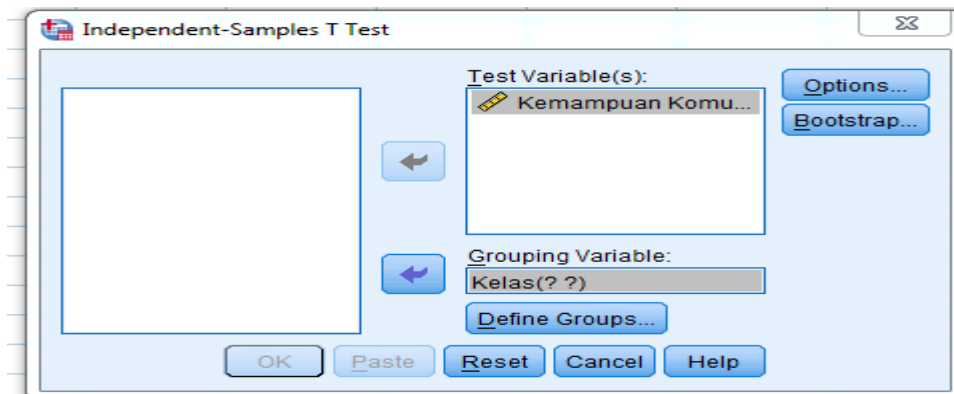 Independent-Samples T Test
Test Variable(s):
Kemampuan Komu...
Options...
Bootstrap...
Grouping Variable:
Kelas(? ?)
Define Groups...
OK Paste Reset Cancel Help